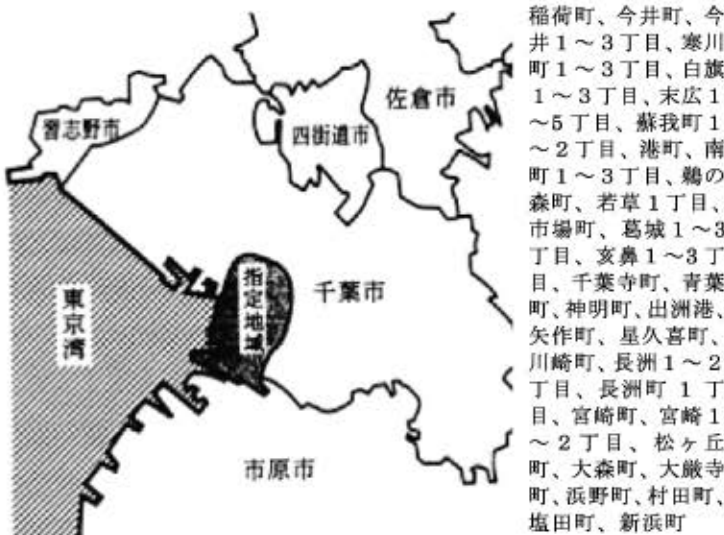 習志野市
四街道市
佐倉市
千葉市
指定地域
東京湾
市原市
稲荷町、今井町、今
井1～3丁目、寒川
町1～3丁目、白旗
1～3丁目、末広1
～5丁目、蘇我町1
～2丁目、港町、南
町1～3丁目、鵜の
森町、若草1丁目、
市場町、葛城1～3
丁目、亥鼻1～3丁
目、千葉寺町、青葉
町、神明町、出洲港、
矢作町、星久喜町、
川崎町、長洲1～2
丁目、長洲町 1 丁
目、宮崎町、宮崎1
～2丁目、松ヶ丘
町、大森町、大厳寺
町、浜野町、村田町、
塩田町、新浜町